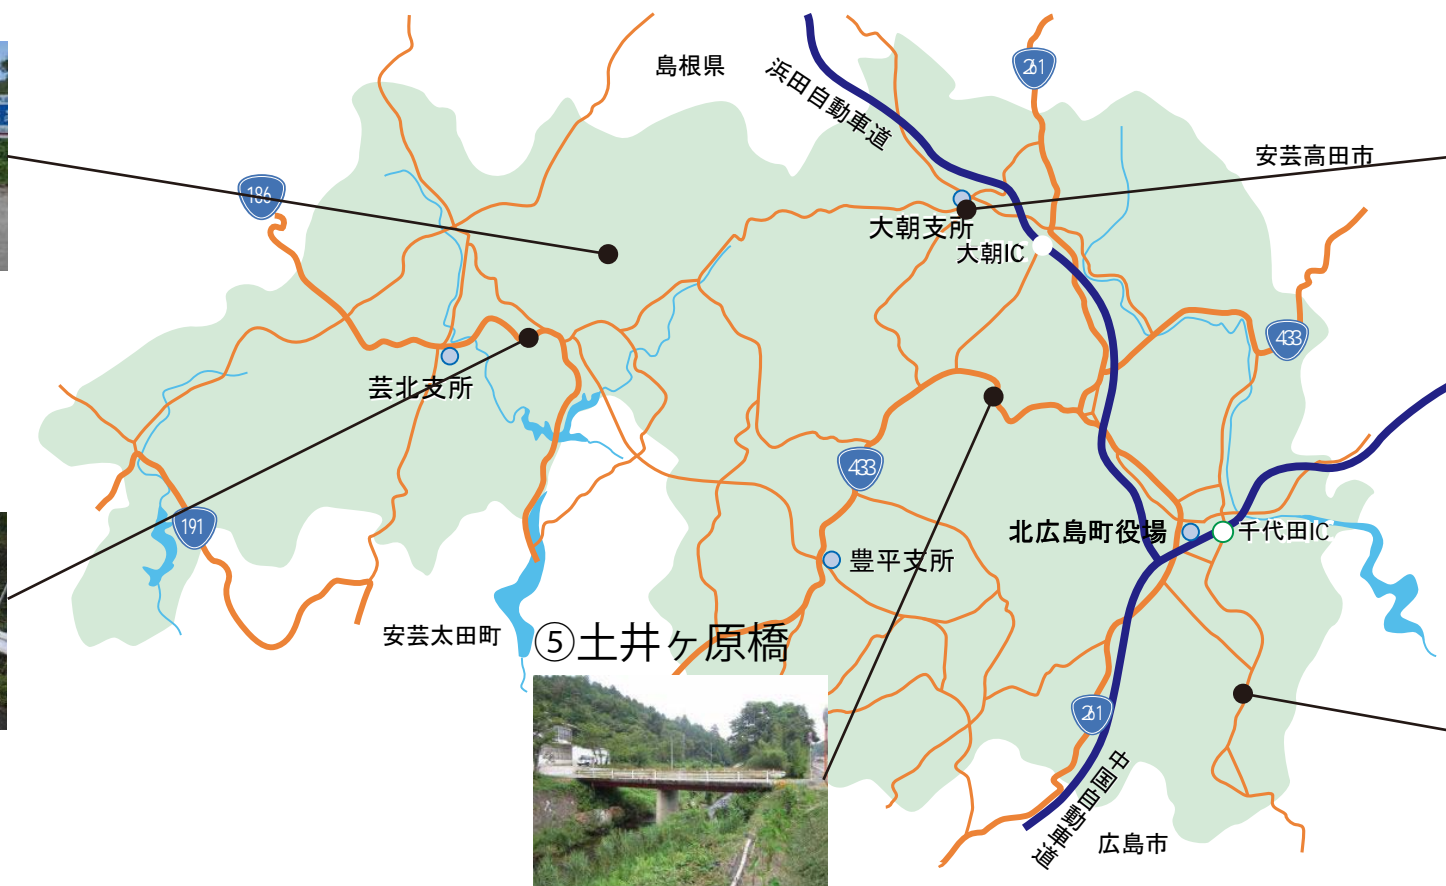 島根県
浜田自動車道
261
安芸高田市
186
大朝支所
大朝IC
433
芸北支所
433
191
北広島町役場
千代田IC
豊平支所
安芸太田町
⑤土井ヶ原橋
261
中国自動車道
広島市